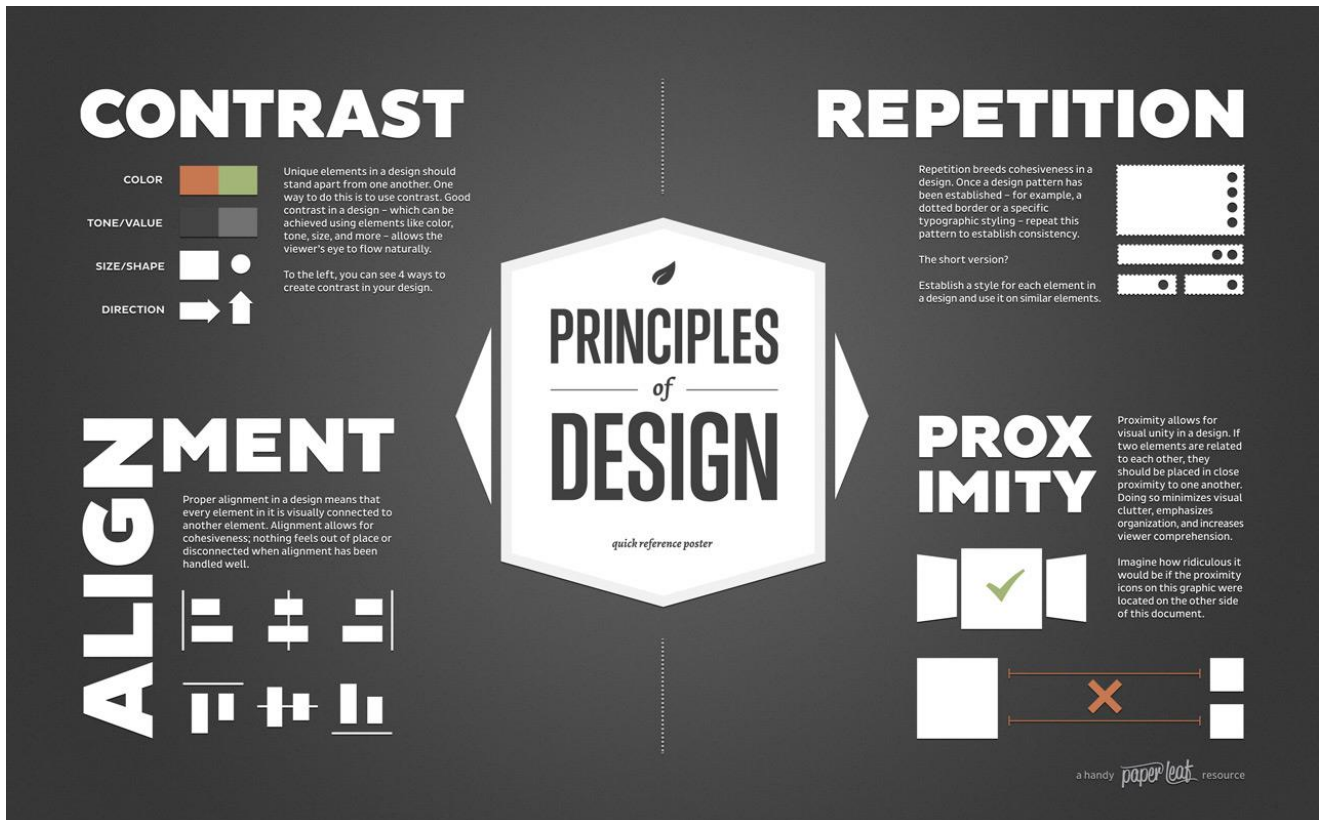 CONTRAST
COLOR
TONE/VALUE
SIZE/SHAPE
DIRECTION
Unique elements in a design should
stand apart from one another. One
way to do this is to use contrast. Good
contrast in a design – which can be
achieved using elements like color,
tone, size, and more – allows the
viewer's eye to flow naturally.
To the left, you can see 4 ways to
create contrast in your design.
REPETITION
Repetition breeds cohesiveness in a
design. Once a design pattern has
been established – for example, a
dotted border or a specific
typographic styling – repeat this
pattern to establish consistency.
The short version?
Establish a style for each element in
a design and use it on similar elements.
PRINCIPLES
of
DESIGN
quick reference poster
ALIGNMENT
Proper alignment in a design means that
every element in it is visually connected to
another element. Alignment allows for
cohesiveness; nothing feels out of place or
disconnected when alignment has been
handled well.
PROX
IMITY
Proximity allows for
visual unity in a design. If
two elements are related
to each other, they
should be placed in close
proximity to one another.
Doing so minimizes visual
clutter, emphasizes
organization, and increases
viewer comprehension.
Imagine how ridiculous it
would be if the proximity
icons on this graphic were
located on the other side
of this document.
a handy paper leaf resource